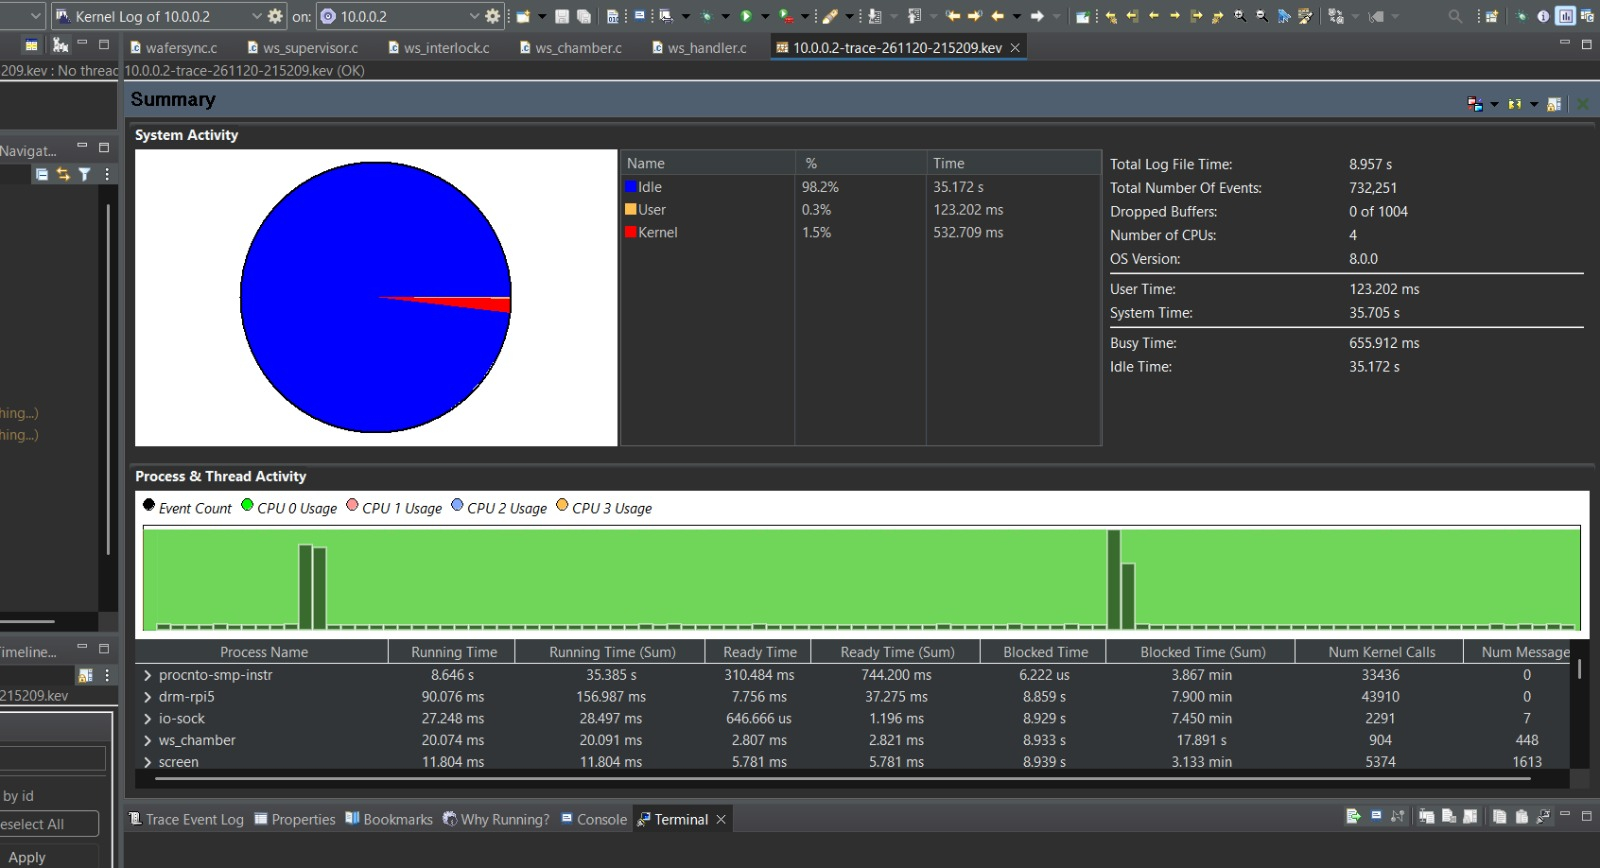 Kernel Log of 10.0.0.2 on: 10.0.0.2
wafersync.c ws_supervisor.c ws_interlock.c ws_chamber.c ws_handler.c 10.0.0.2-trace-261120-215209.kev
209.kev : No thread 10.0.0.2-trace-261120-215209.kev (OK)
Summary
System Activity
Navigat...
Name % Time
Idle 98.2% 35.172 s
User 0.3% 123.202 ms
Kernel 1.5% 532.709 ms
Total Log File Time: 8.957 s
Total Number Of Events: 732,251
Dropped Buffers: 0 of 1004
Number of CPUs: 4
OS Version: 8.0.0
User Time: 123.202 ms
System Time: 35.705 s
Busy Time: 655.912 ms
Idle Time: 35.172 s
hing...)
hing...)
Process & Thread Activity
Event Count CPU 0 Usage CPU 1 Usage CPU 2 Usage CPU 3 Usage
Process Name Running Time Running Time (Sum) Ready Time Ready Time (Sum) Blocked Time Blocked Time (Sum) Num Kernel Calls Num Message
procnto-smp-instr 8.646 s 35.385 s 310.484 ms 744.200 ms 6.222 us 3.867 min 33436 0
drm-rpi5 90.076 ms 156.987 ms 7.756 ms 37.275 ms 8.859 s 7.900 min 43910 0
io-sock 27.248 ms 28.497 ms 646.666 us 1.196 ms 8.929 s 7.450 min 2291 7
ws_chamber 20.074 ms 20.091 ms 2.807 ms 2.821 ms 8.933 s 17.891 s 904 448
screen 11.804 ms 11.804 ms 5.781 ms 5.781 ms 8.939 s 3.133 min 5374 1613
imeline...
215209.kev
by id
eselect All
Apply
Trace Event Log Properties Bookmarks Why Running? Console Terminal